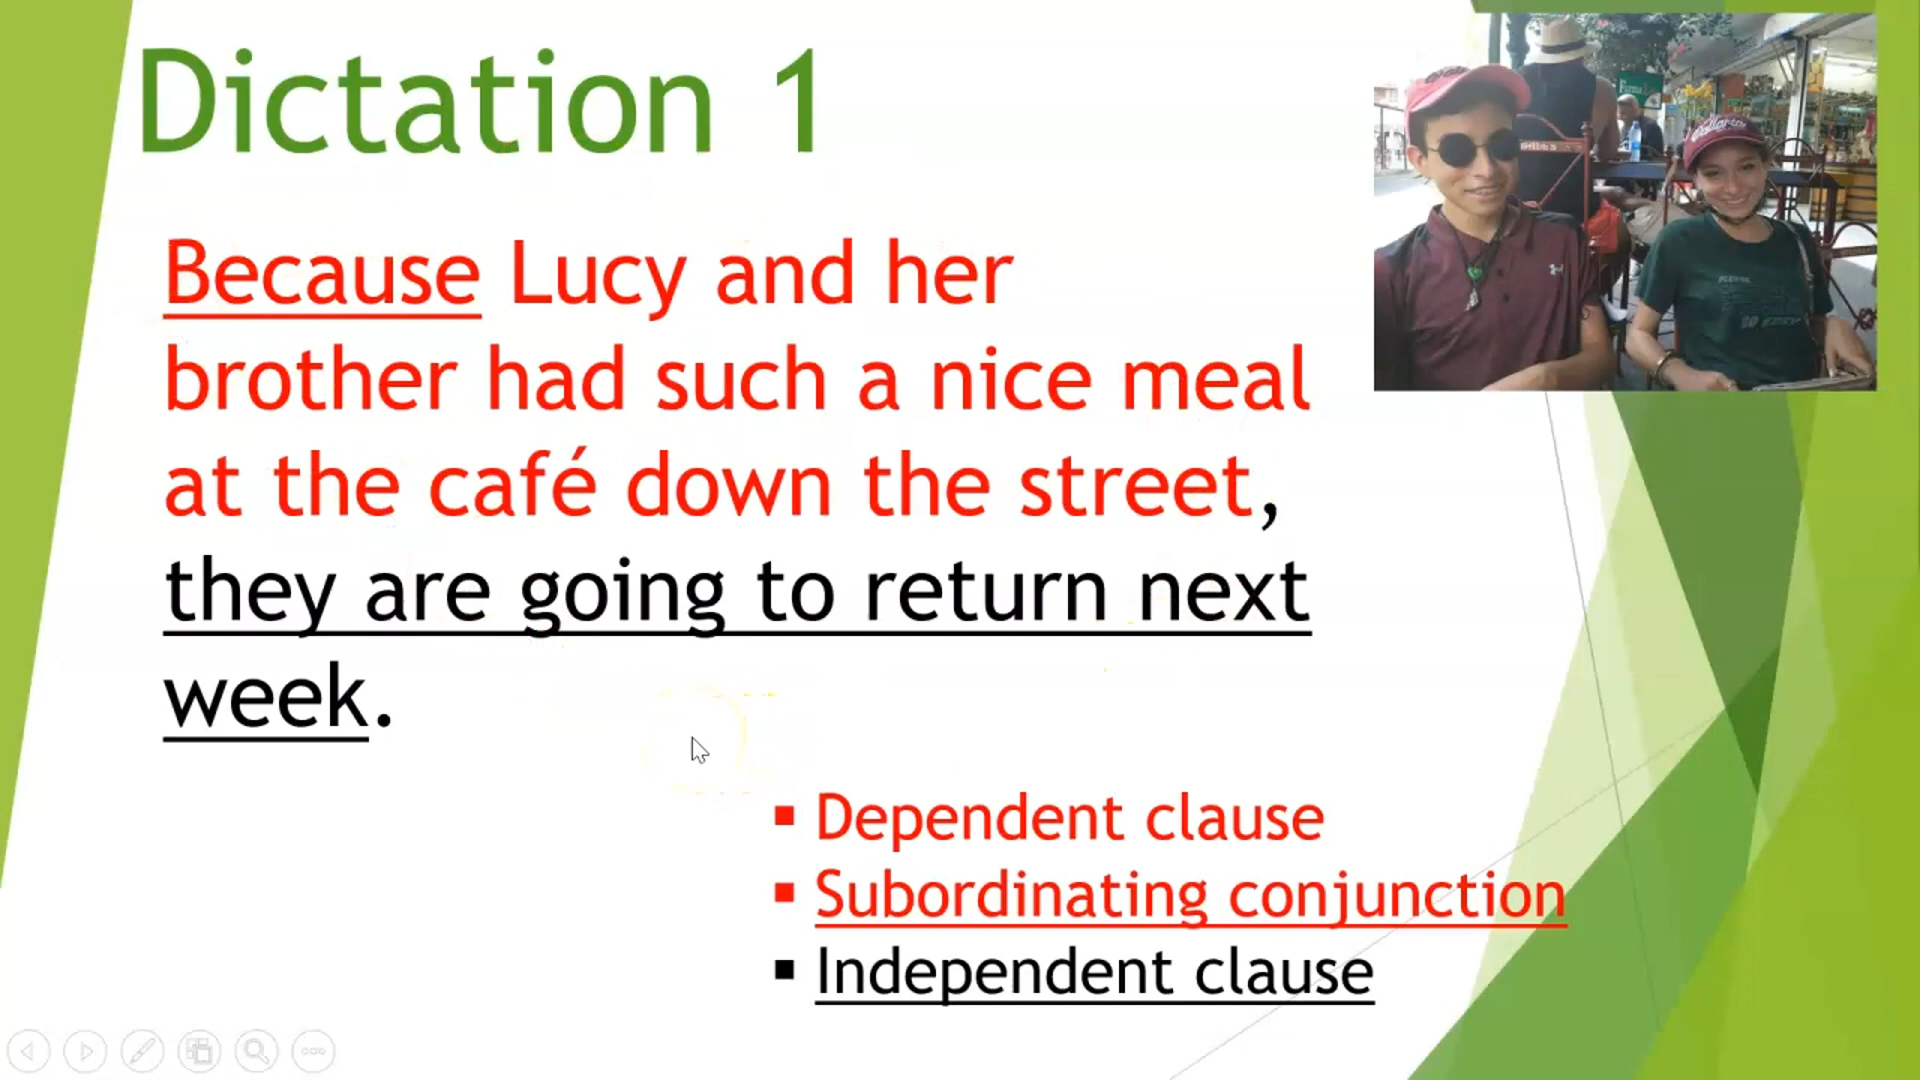 Dictation 1
Because Lucy and her
brother had such a nice meal
at the café down the street,
they are going to return next
week.
▪ Dependent clause
▪ Subordinating conjunction
▪ Independent clause